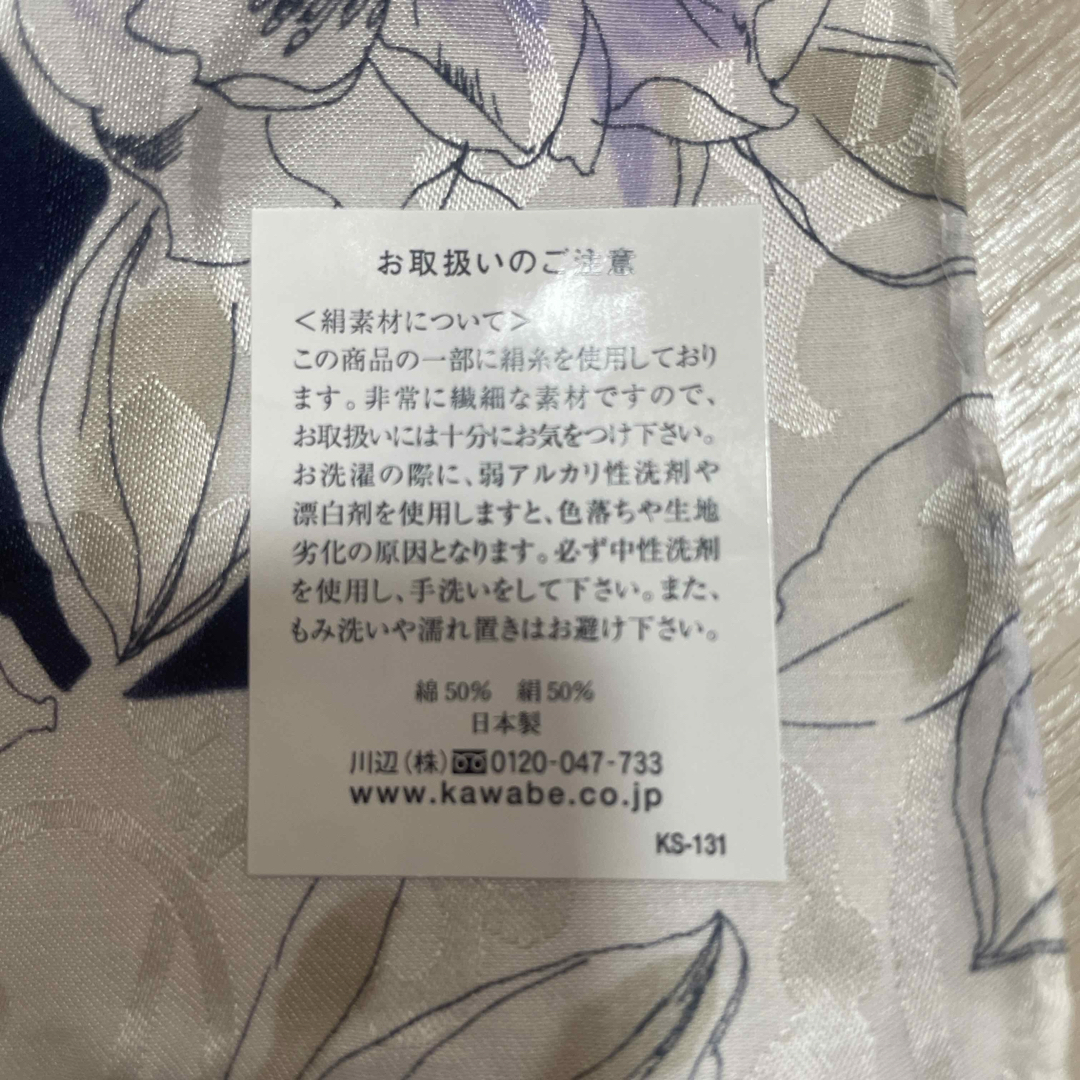 お取扱いのご注意
＜絹素材について＞
この商品の一部に絹糸を使用しており
ます。非常に繊細な素材ですので、
お取扱いには十分にお気をつけ下さい。
お洗濯の際に、弱アルカリ性洗剤や
漂白剤を使用しますと、色落ちや生地
劣化の原因となります。必ず中性洗剤
を使用し、手洗いをして下さい。また、
もみ洗いや濡れ置きはお避け下さい。
綿50%　絹50%
日本製
川辺（株）0120-047-733
www.kawabe.co.jp
KS-131